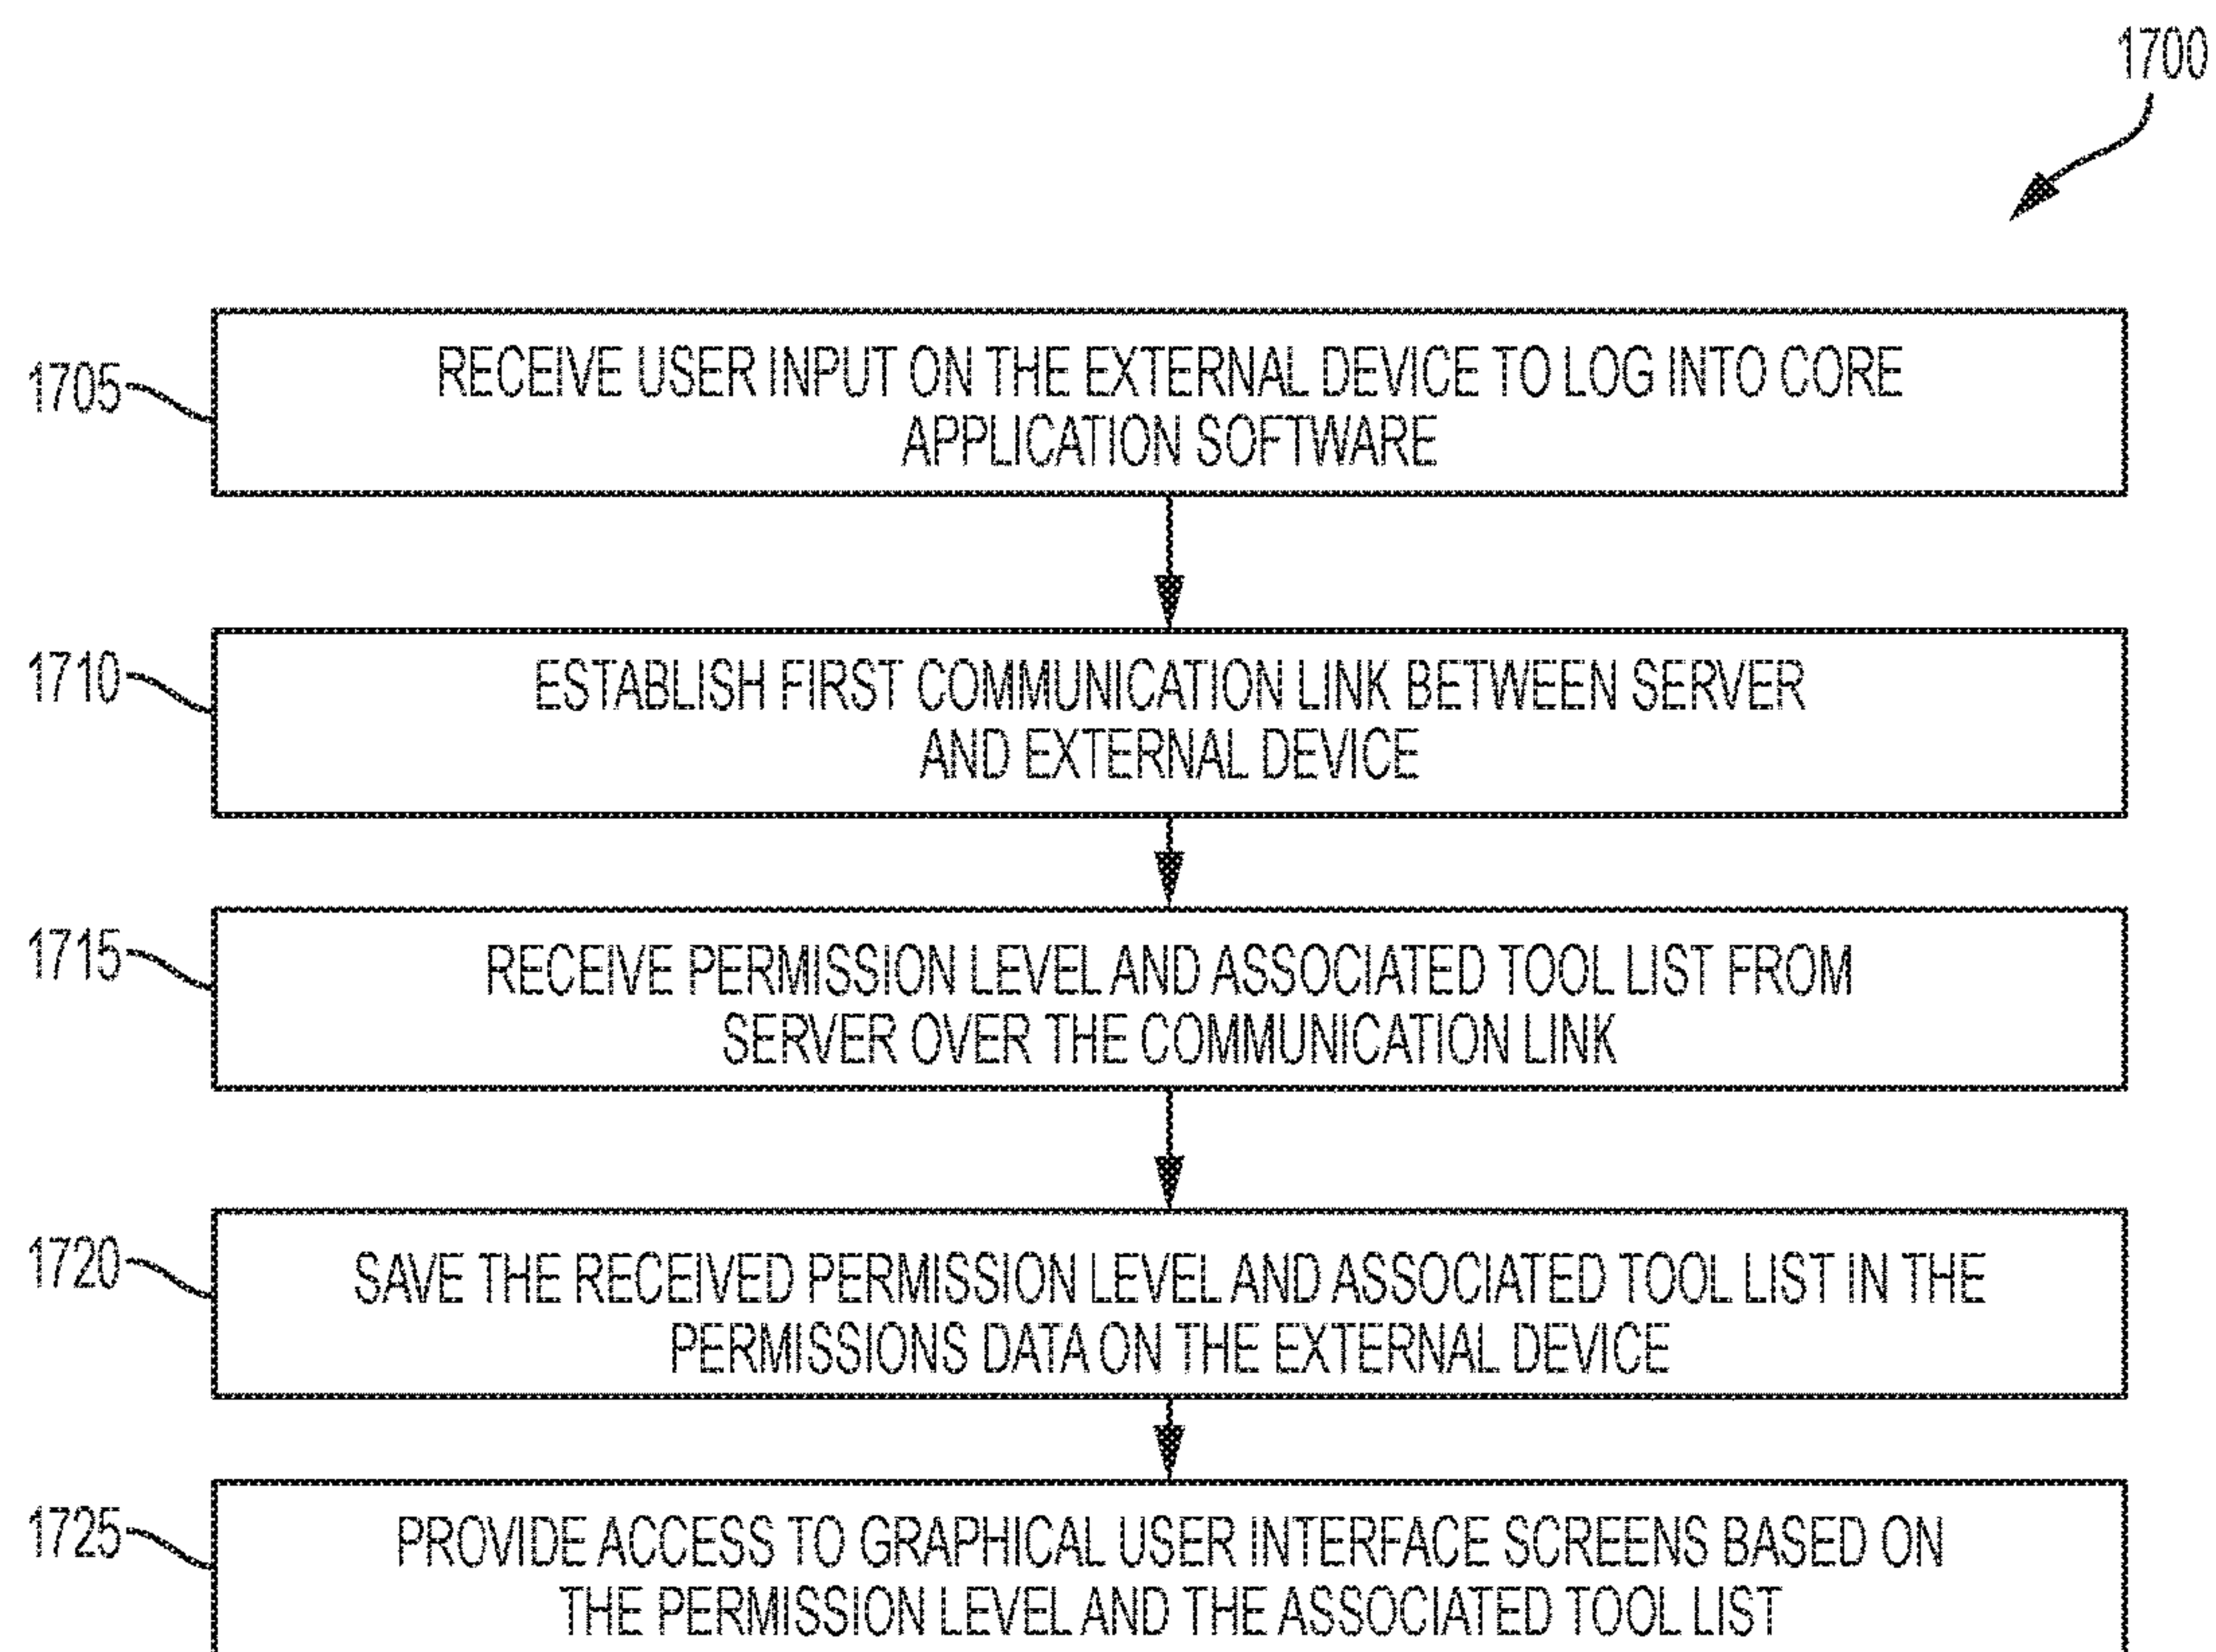 1700
1705
RECEIVE USER INPUT ON THE EXTERNAL DEVICE TO LOG INTO CORE
APPLICATION SOFTWARE
1710
ESTABLISH FIRST COMMUNICATION LINK BETWEEN SERVER
AND EXTERNAL DEVICE
1715
RECEIVE PERMISSION LEVEL AND ASSOCIATED TOOL LIST FROM
SERVER OVER THE COMMUNICATION LINK
1720
SAVE THE RECEIVED PERMISSION LEVEL AND ASSOCIATED TOOL LIST IN THE
PERMISSIONS DATA ON THE EXTERNAL DEVICE
1725
PROVIDE ACCESS TO GRAPHICAL USER INTERFACE SCREENS BASED ON
THE PERMISSION LEVEL AND THE ASSOCIATED TOOL LIST